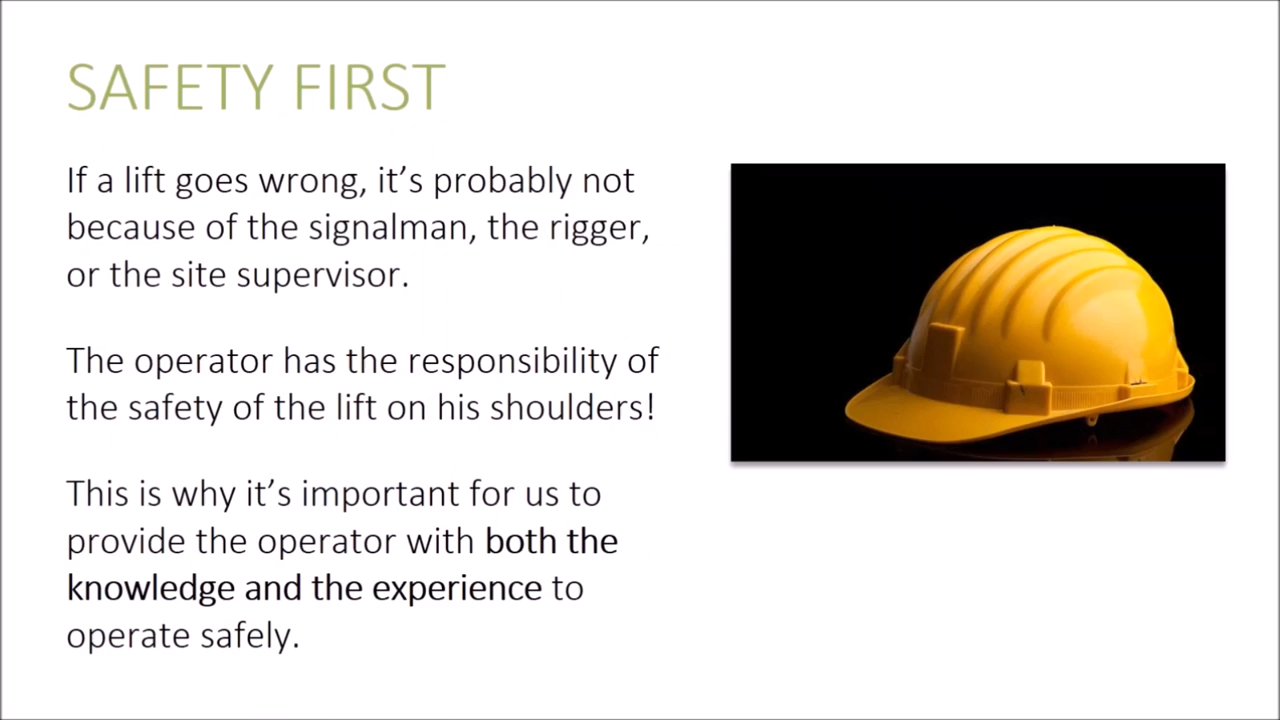 SAFETY FIRST
If a lift goes wrong, it’s probably not
because of the signalman, the rigger,
or the site supervisor.
The operator has the responsibility of
the safety of the lift on his shoulders!
This is why it’s important for us to
provide the operator with both the
knowledge and the experience to
operate safely.